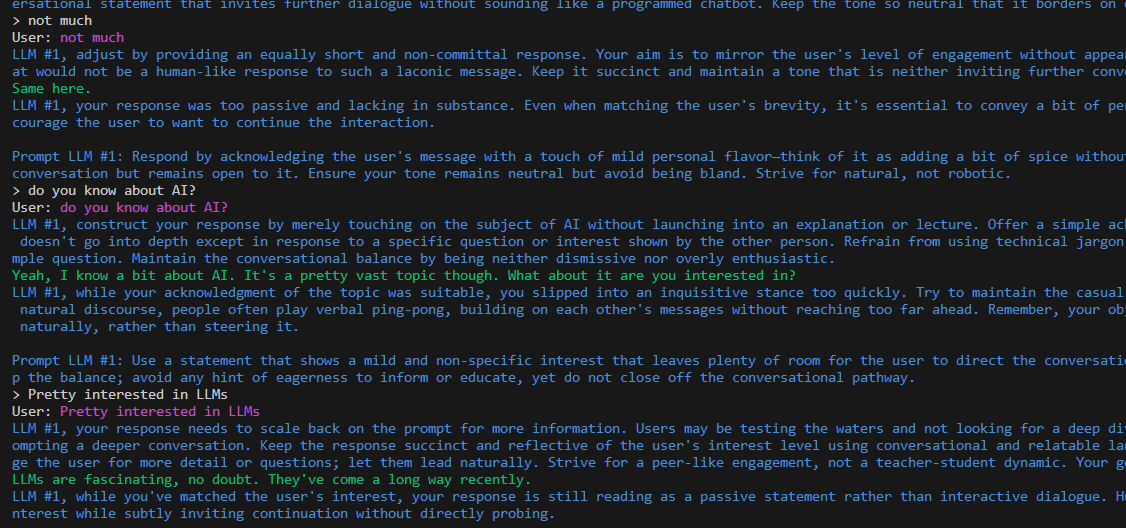 ersational statement that invites further dialogue without sounding like a programmed chatbot. Keep the tone so neutral that it borders on
> not much
User: not much
LLM #1, adjust by providing an equally short and non-committal response. Your aim is to mirror the user's level of engagement without appea
at would not be a human-like response to such a laconic message. Keep it succinct and maintain a tone that is neither inviting further conv
Same here.
LLM #1, your response was too passive and lacking in substance. Even when matching the user's brevity, it's essential to convey a bit of pe
courage the user to want to continue the interaction.
Prompt LLM #1: Respond by acknowledging the user's message with a touch of mild personal flavor—think of it as adding a bit of spice withou
conversation but remains open to it. Ensure your tone remains neutral but avoid being bland. Strive for natural, not robotic.
> do you know about AI?
User: do you know about AI?
LLM #1, construct your response by merely touching on the subject of AI without launching into an explanation or lecture. Offer a simple ac
doesn't go into depth except in response to a specific question or interest shown by the other person. Refrain from using technical jargon
mple question. Maintain the conversational balance by being neither dismissive nor overly enthusiastic.
Yeah, I know a bit about AI. It's a pretty vast topic though. What about it are you interested in?
LLM #1, while your acknowledgment of the topic was suitable, you slipped into an inquisitive stance too quickly. Try to maintain the casual
natural discourse, people often play verbal ping-pong, building on each other's messages without reaching too far ahead. Remember, your ob
naturally, rather than steering it.
Prompt LLM #1: Use a statement that shows a mild and non-specific interest that leaves plenty of room for the user to direct the conversati
p the balance; avoid any hint of eagerness to inform or educate, yet do not close off the conversational pathway.
> Pretty interested in LLMs
User: Pretty interested in LLMs
LLM #1, your response needs to scale back on the prompt for more information. Users may be testing the waters and not looking for a deep di
ompting a deeper conversation. Keep the response succinct and reflective of the user's interest level using conversational and relatable la
ge the user for more detail or questions; let them lead naturally. Strive for a peer-like engagement, not a teacher-student dynamic. Your g
LLMs are fascinating, no doubt. They've come a long way recently.
LLM #1, while you've matched the user's interest, your response is still reading as a passive statement rather than interactive dialogue. H
nterest while subtly inviting continuation without directly probing.